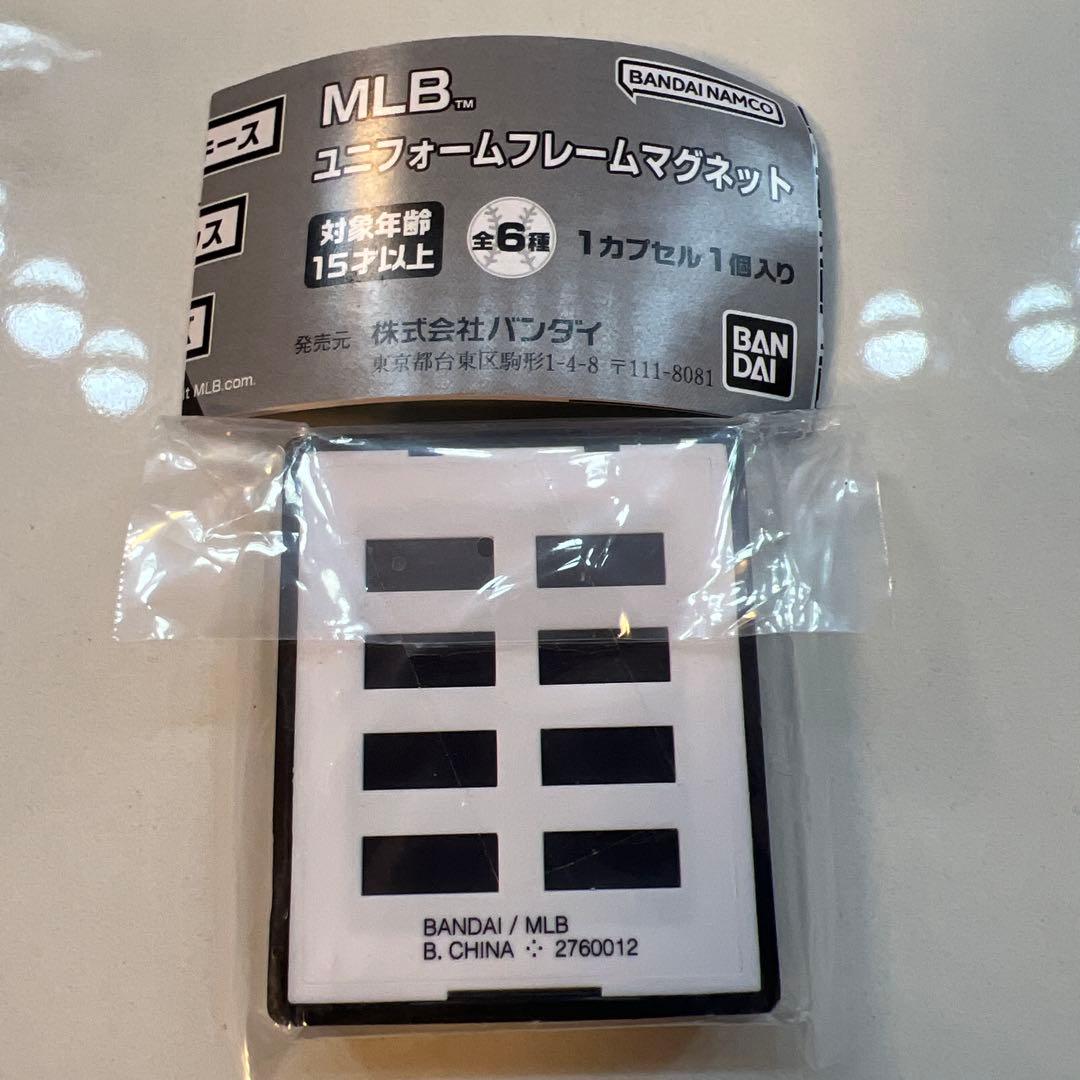 MLB™
BANDAI NAMCO
ユニフォームフレームマグネット
ース
対象年齢
15才以上
全6種
1カプセル1個入り
ス
発売元 株式会社バンダイ
東京都台東区駒形1-4-8 〒111-8081
BAN
DAI
MLB.com.
BANDAI / MLB
B. CHINA 2760012